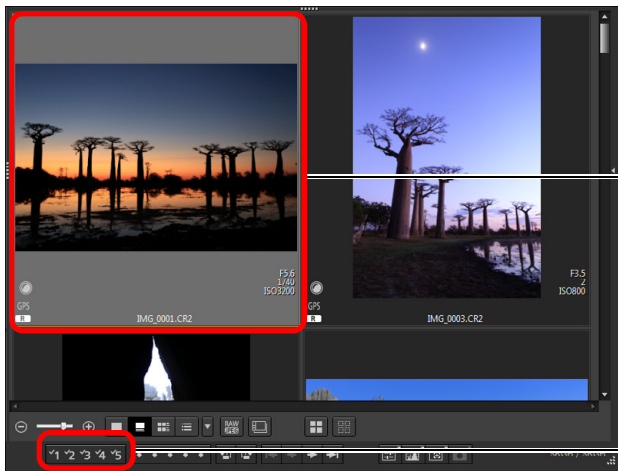 F5.6
1/40
ISO3200
GPS
R
IMG_0001.CR2
F3.5
2
ISO800
GPS
R
IMG_0003.CR2
RAW
JPEG
1 2 3 4 5